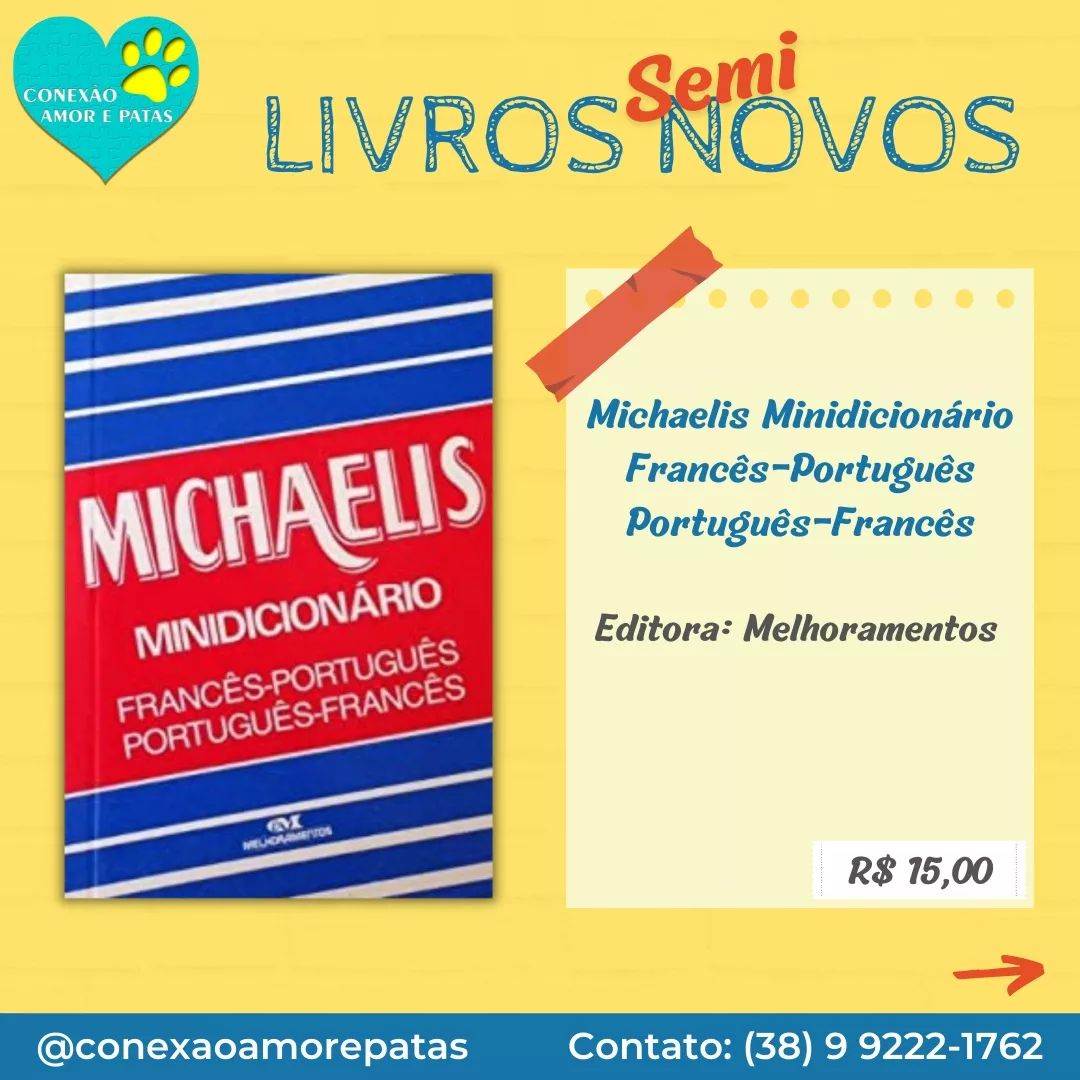 CONEXÃO
AMOR E PATAS
Semi
LIVROS NOVOS
MICHAELIS
MINIDICIONÁRIO
FRANCÊS-PORTUGUÊS
PORTUGUÊS-FRANCÊS
MELHORAMENTOS
Michaelis Minidicionário
Francês-Português
Português-Francês
Editora: Melhoramentos
R$ 15,00
@conexaoamorepatas
Contato: (38) 9 9222-1762